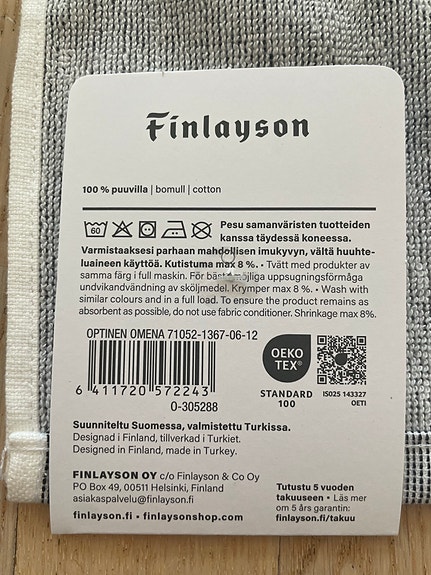 Finlayson
100 % puuvilla | bomull | cotton
60
Pesu samanväristen tuotteiden
kanssa täydessä koneessa.
Varmistaaksesi parhaan mahdollisen imukyvyn, vältä huuhte-
luaineen käyttöä. Kutistuma max 8 %. • Tvätt med produkter av
samma färg i full maskin. För bäst möjliga uppsugningsförmåga
undvikandvändning av sköljmedel. Krymper max 8 %. • Wash with
similar colours and in a full load. To ensure the product remains as
absorbent as possible, do not use fabric conditioner. Shrinkage max 8%.
OPTINEN OMENA 71052-1367-06-12
6 411720 572243
0-305288
OEKO
TEX®
STANDARD
100
IS025 143327
OETI
Suunniteltu Suomessa, valmistettu Turkissa.
Designad i Finland, tillverkad i Turkiet.
Designed in Finland, made in Turkey.
FINLAYSON OY c/o Finlayson & Co Oy
PO Box 49, 00511 Helsinki, Finland
asiakaspalvelu@finlayson.fi
finlayson.fi • finlaysonshop.com
Tutustu 5 vuoden
takuuseen • Läs mer
om 5 års garantin:
finlayson.fi/takuu